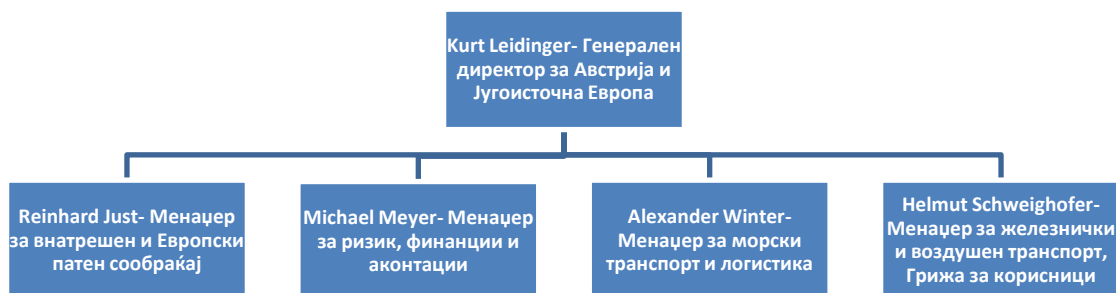 Kurt Leidinger- Генерален
директор за Австрија и
Југоисточна Европа
Reinhard Just- Менаџер
за внатрешен и Европски
патен сообраќај
Michael Meyer- Менаџер
за ризик, финансии и
аконтации
Alexander Winter-
Менаџер за морски
транспорт и логистика
Helmut Schweighofer-
Менаџер за железнички
и воздушен транспорт,
Грижа за корисници